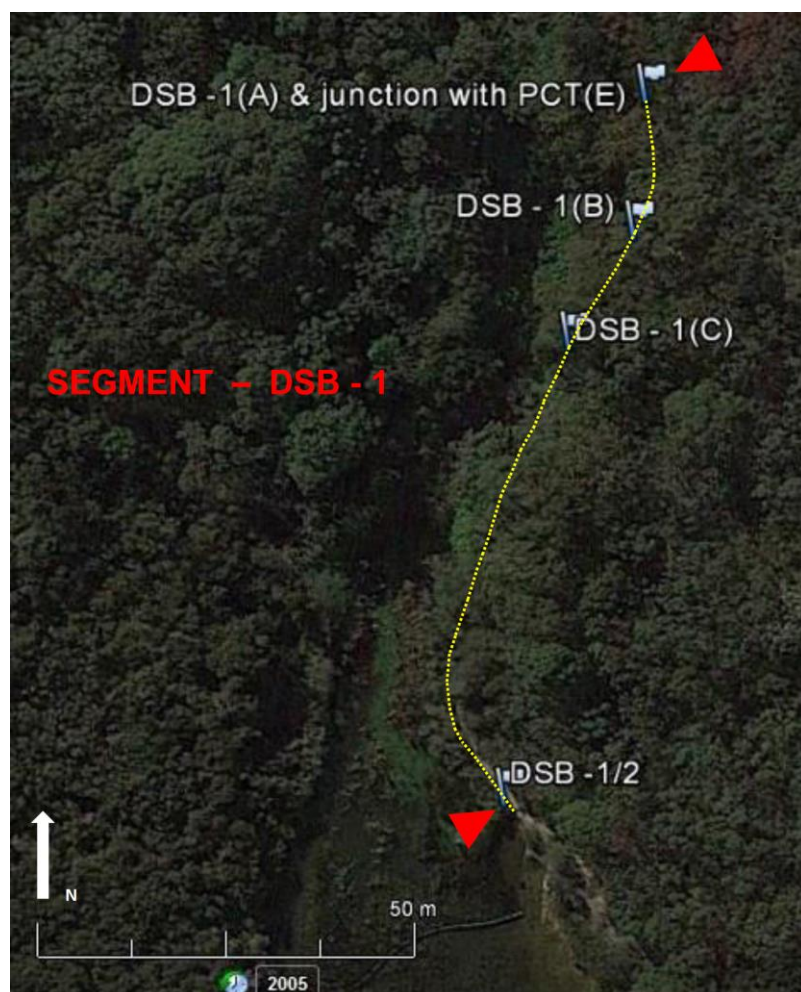 DSB -1(A) & junction with PCT(E)
DSB - 1(B)
DSB - 1(C)
SEGMENT – DSB - 1
DSB -1/2
N
50 m
2005